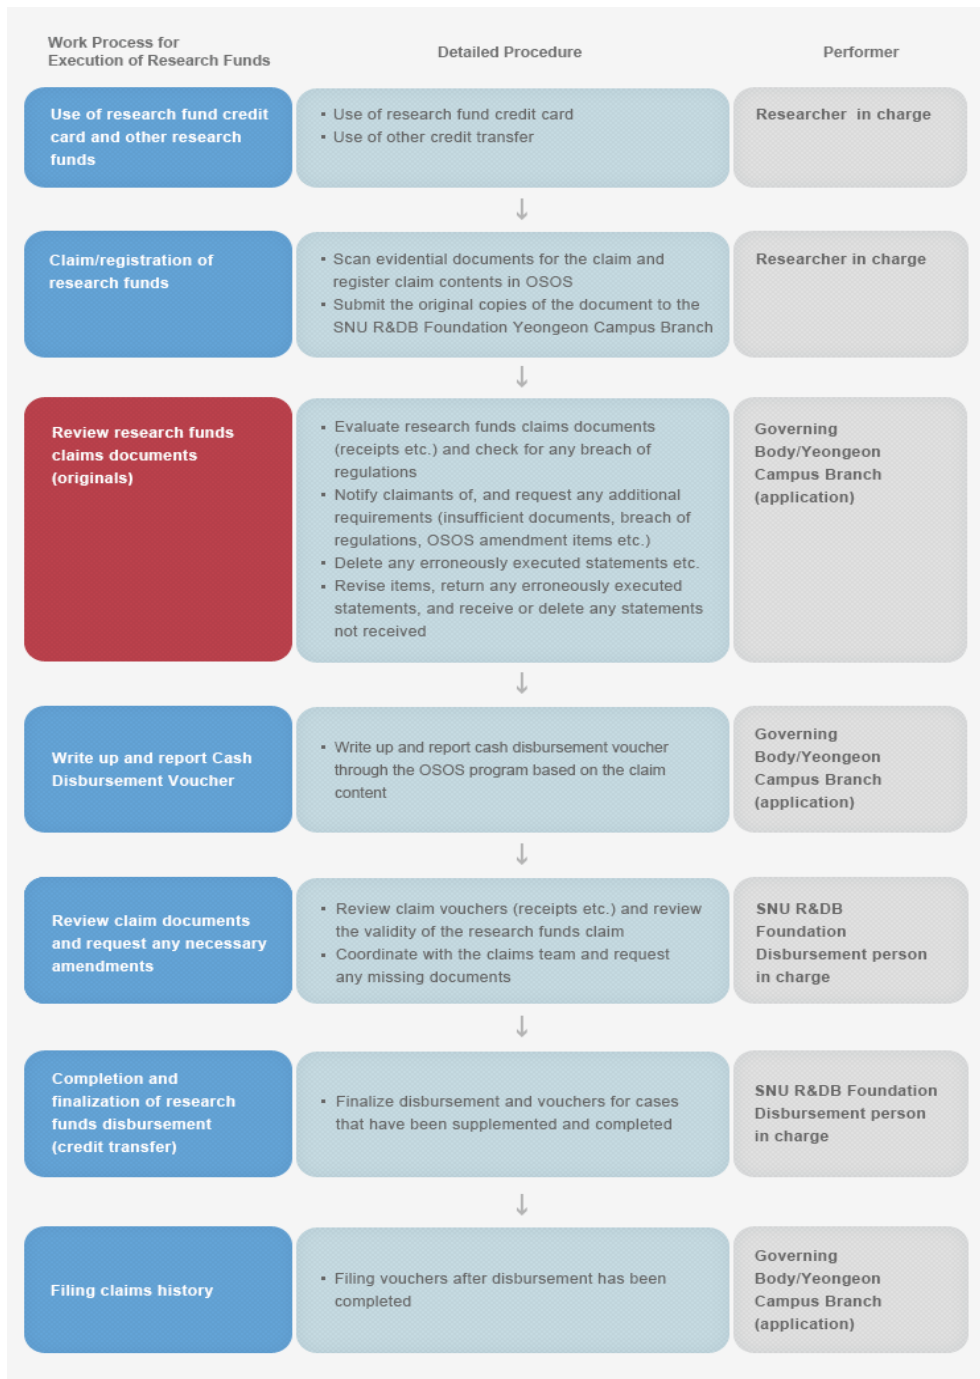 Work Process for
Execution of Research Funds
Detailed Procedure
Performer
Use of research fund credit
card and other research
funds
▪ Use of research fund credit card
▪ Use of other credit transfer
Researcher in charge
↓
Claim/registration of
research funds
▪ Scan evidential documents for the claim and
register claim contents in OSOS
▪ Submit the original copies of the document to the
SNU R&DB Foundation Yeongeon Campus Branch
Researcher in charge
↓
Review research funds
claims documents
(originals)
▪ Evaluate research funds claims documents
(receipts etc.) and check for any breach of
regulations
▪ Notify claimants of, and request any additional
requirements (insufficient documents, breach of
regulations, OSOS amendment items etc.)
▪ Delete any erroneously executed statements etc.
▪ Revise items, return any erroneously executed
statements, and receive or delete any statements
not received
Governing
Body/Yeongeon
Campus Branch
(application)
↓
Write up and report Cash
Disbursement Voucher
▪ Write up and report cash disbursement voucher
through the OSOS program based on the claim
content
Governing
Body/Yeongeon
Campus Branch
(application)
↓
Review claim documents
and request any necessary
amendments
▪ Review claim vouchers (receipts etc.) and review
the validity of the research funds claim
▪ Coordinate with the claims team and request
any missing documents
SNU R&DB
Foundation
Disbursement person
in charge
↓
Completion and
finalization of research
funds disbursement
(credit transfer)
▪ Finalize disbursement and vouchers for cases
that have been supplemented and completed
SNU R&DB Foundation
Disbursement person
in charge
↓
Filing claims history
▪ Filing vouchers after disbursement has been
completed
Governing
Body/Yeongeon
Campus Branch
(application)